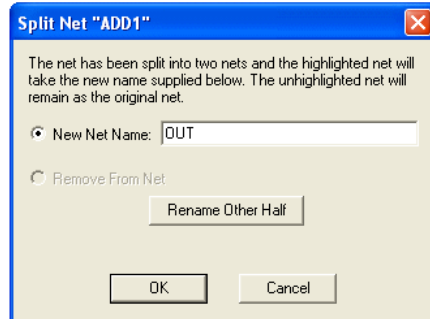 Split Net "ADD1"
The net has been split into two nets and the highlighted net will
take the new name supplied below. The unhighlighted net will
remain as the original net.
New Net Name: OUT
Remove From Net
Rename Other Half
OK Cancel